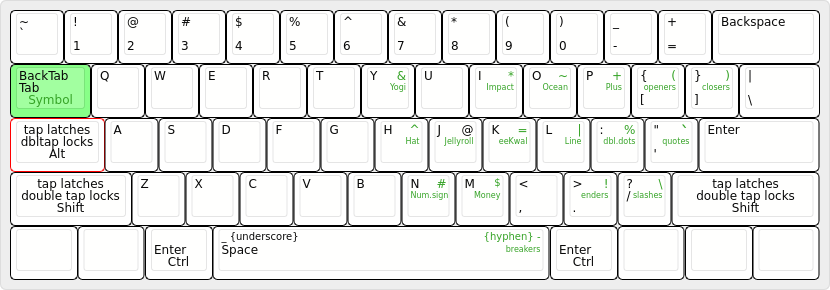 ~ ! @ # $ % ^ & * ( ) _ + Backspace
` 1 2 3 4 5 6 7 8 9 0 - =
BackTab Q W E R T Y & U I * O ~ P + { ( } ) |
Tab Yogi Impact Ocean Plus openers closers
Symbol [ ] \
tap latches A S D F G H ^ J @ K = L | : % " ` Enter
dbltap locks Hat Jellyroll eeKwal Line dbl.dots quotes
Alt ; '
tap latches Z X C V B N # M $ < > ! ? \ tap latches
double tap locks Num.sign Money enders / slashes double tap locks
Shift , . Shift
_ {underscore} {hyphen} -
Enter Space breakers Enter
Ctrl Ctrl